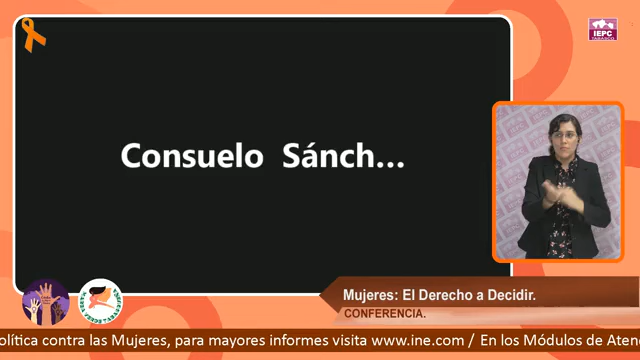 IEPC
TABASCO
Consuelo Sánch...
Mujeres: El Derecho a Decidir.
CONFERENCIA.
olítica contra las Mujeres, para mayores informes visita www.ine.com / En los Módulos de Aten